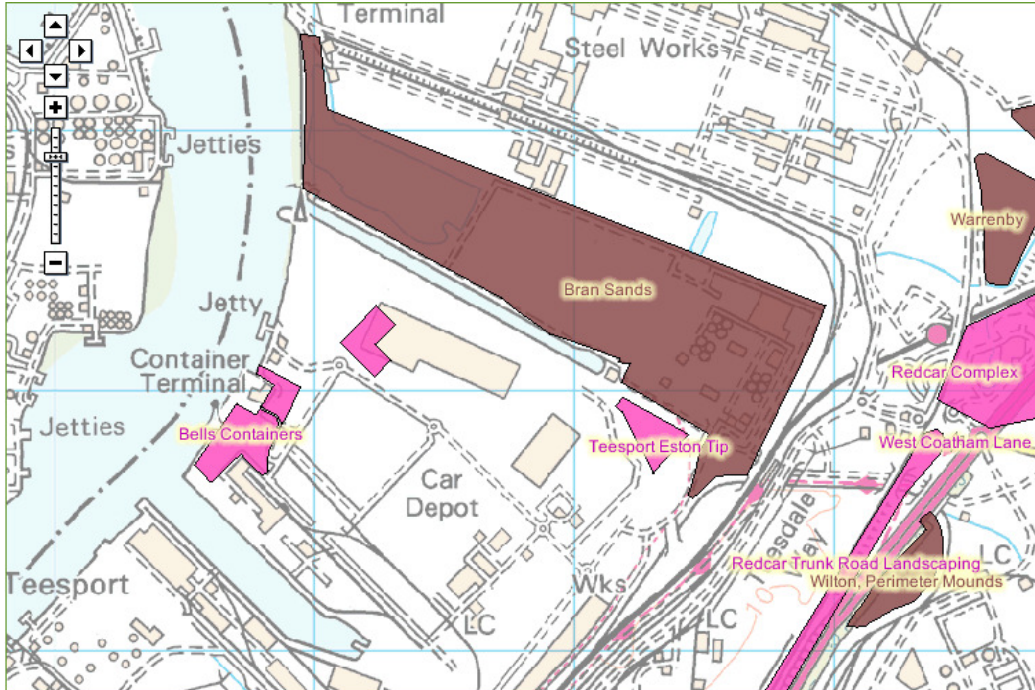 Terminal
Steel Works
Jetties
Warrenby
Bran Sands
Jetty
Container
Terminal
Redcar Complex
Jetties
Bells Containers
Teesport Eston Tip
West Coatham Lane
Car
Depot
LC
Redcar Trunk Road Landscaping
Wilton, Perimeter Mounds
Teesport
Wks
10
LC
LC